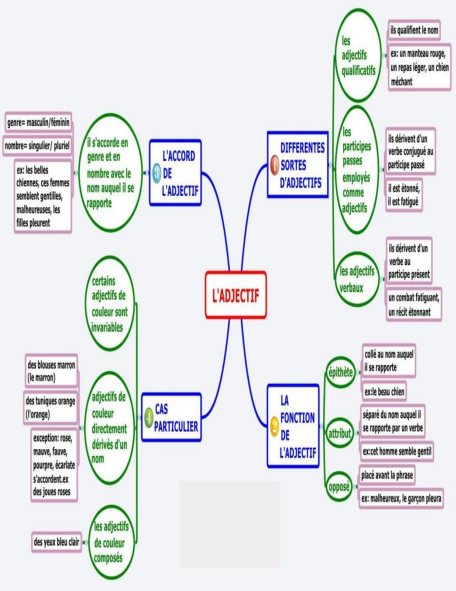 L'ADJECTIF
1
DIFFERENTES
SORTES
D'ADJECTIFS
les
adjectifs
qualificatifs
ils qualifient le nom
ex: un manteau rouge,
un repas léger, un chien
méchant
les
participes
passes
employés
comme
adjectifs
ils dérivent d'un
verbe conjugué au
participe passé
il est étonné,
il est fatigué
les adjectifs
verbaux
ils dérivent d'un
verbe au
participe présent
un combat fatiguant,
un récit étonnant
2
LA
FONCTION
DE
L'ADJECTIF
épithète
collé au nom auquel
il se rapporte
ex:le beau chien
attribut
séparé du nom auquel il
se rapporte par un verbe
ex:cet homme semble gentil
opposé
placé avant la phrase
ex: malheureux, le garçon pleura
3
L'ACCORD
DE
L'ADJECTIF
il s'accorde en
genre et en
nombre avec le
nom auquel il se
rapporte
genre= masculin/féminin
nombre= singulier/ pluriel
ex: les belles
chiennes, ces femmes
semblent gentilles,
malheureuses, les
filles pleurent
4
CAS
PARTICULIER
certains
adjectifs de
couleur sont
invariables
adjectifs de
couleur
directement
dérivés d'un
nom
des blouses marron
(le marron)
des tuniques orange
(l'orange)
exception: rose,
mauve, fauve,
pourpre, écarlate
s'accordent.ex
des joues roses
les adjectifs
de couleur
composés
des yeux bleu clair